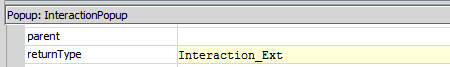 Popup: InteractionPopup
parent
returnType Interaction_Ext